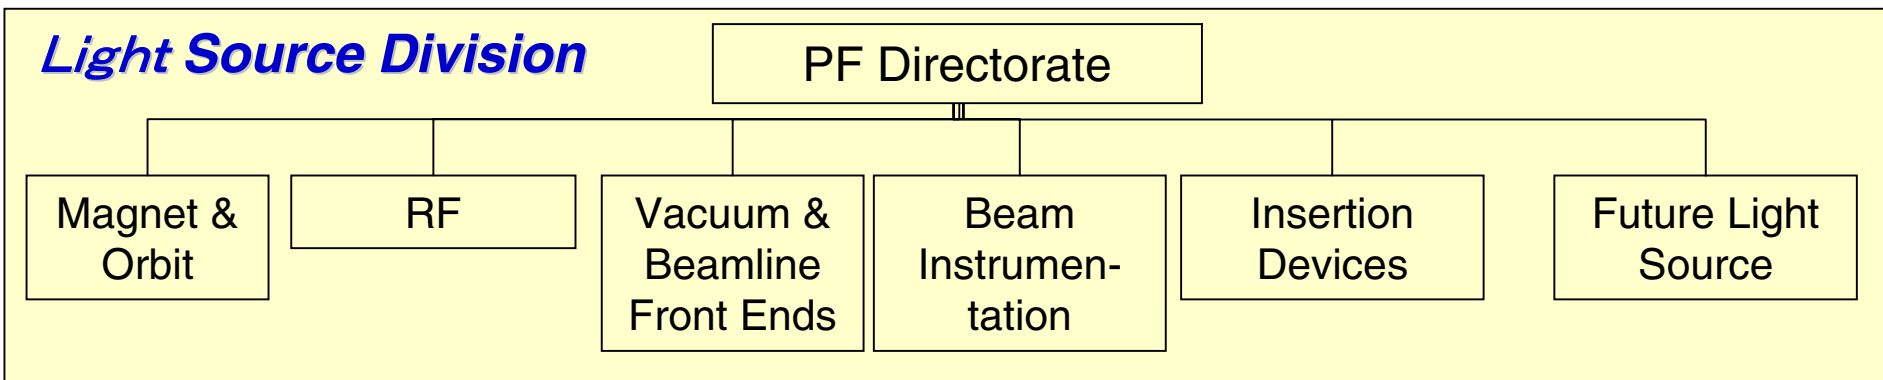 Light Source Division
PF Directorate
Magnet &
Orbit
RF
Vacuum &
Beamline
Front Ends
Beam
Instrumen-
tation
Insertion
Devices
Future Light
Source